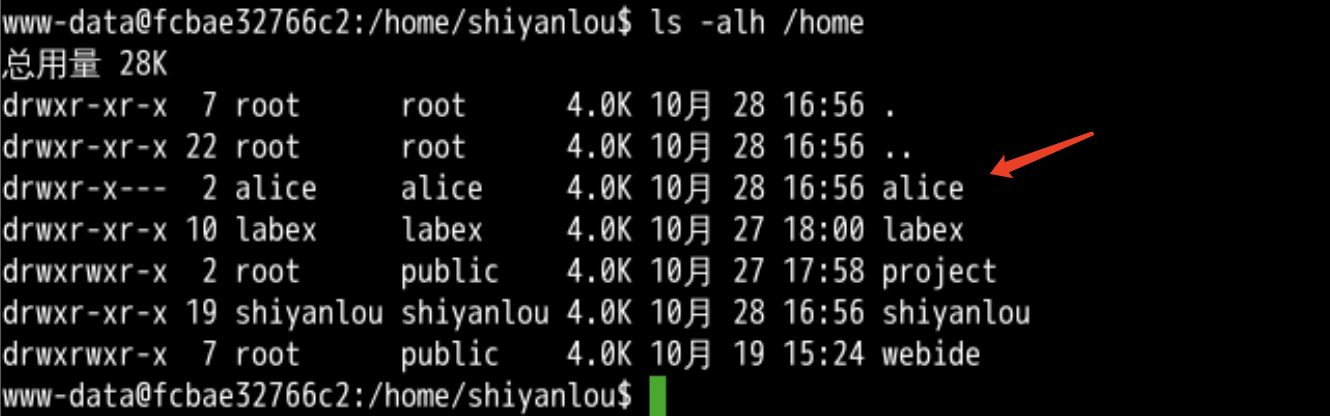 www-data@fcbae32766c2:/home/shiyanlou$ ls -alh /home
总用量 28K
drwxr-xr-x  7 root      root      4.0K 10月 28 16:56 .
drwxr-xr-x 22 root      root      4.0K 10月 28 16:56 ..
drwxr-x---  2 alice     alice     4.0K 10月 28 16:56 alice
drwxr-xr-x 10 labex     labex     4.0K 10月 27 18:00 labex
drwxrwxr-x  2 root      public    4.0K 10月 27 17:58 project
drwxr-xr-x 19 shiyanlou shiyanlou 4.0K 10月 28 16:56 shiyanlou
drwxrwxr-x  7 root      public    4.0K 10月 19 15:24 webide
www-data@fcbae32766c2:/home/shiyanlou$